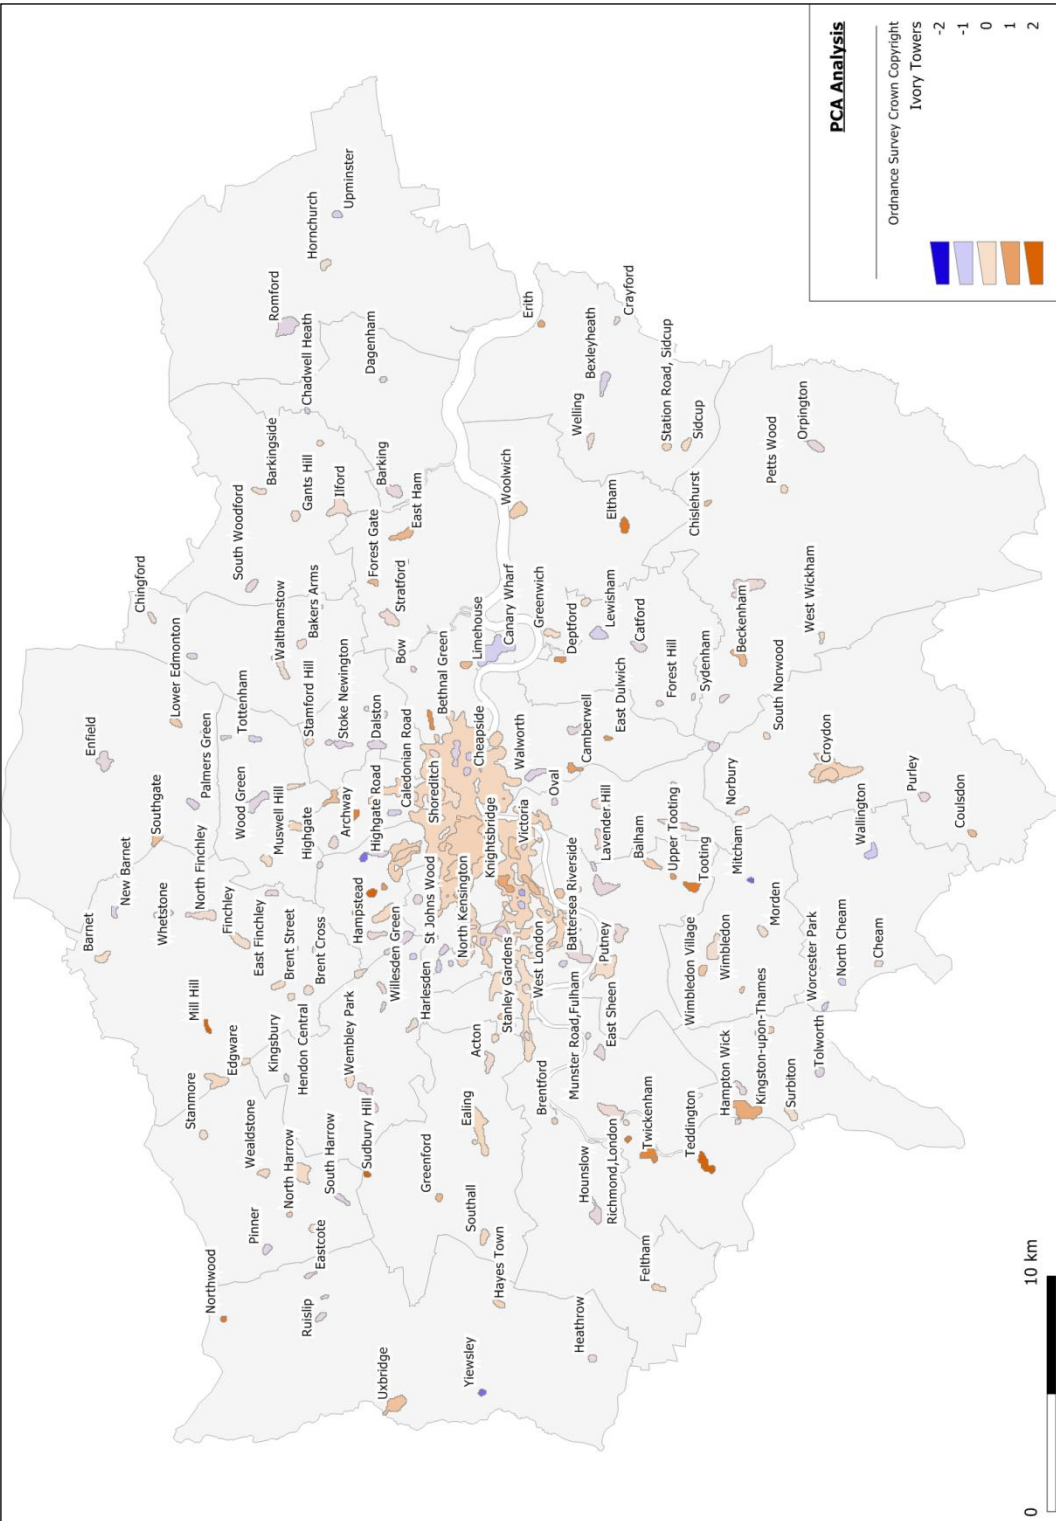 PCA Analysis
Ordnance Survey Crown Copyright
Ivory Towers
-2
-1
0
1
2
Enfield
Chingford
Barnet
New Barnet
Southgate
Lower Edmonton
Whetstone
Palmers Green
North Finchley
Mill Hill
Northwood
Stanmore
Edgware
Finchley
Wood Green
Tottenham
South Woodford
Pinner
Wealdstone
East Finchley
Muswell Hill
Barkingside
Romford
Kingsbury
Brent Street
Highgate
Walthamstow
North Harrow
Hendon Central
Stamford Hill
Bakers Arms
Gants Hill
Chadwell Heath
Hornchurch
Upminster
Ruislip
Eastcote
South Harrow
Brent Cross
Archway
Stoke Newington
Ilford
Wembley Park
Hampstead
Highgate Road
Sudbury Hill
Willesden Green
Dalston
Forest Gate
Barking
Dagenham
Uxbridge
Greenford
Harlesden
St Johns Wood
Caledonian Road
Bow
Stratford
East Ham
North Kensington
Shoreditch
Bethnal Green
Yiewsley
Southall
Ealing
Acton
Stanley Gardens
Knightsbridge
Cheapside
Limehouse
Hayes Town
West London
Victoria
Walworth
Canary Wharf
Woolwich
Erith
Brentford
Oval
Greenwich
Heathrow
Hounslow
Munster Road,Fulham
Battersea Riverside
Camberwell
Deptford
Richmond,London
East Sheen
Putney
Lavender Hill
East Dulwich
Lewisham
Eltham
Welling
Bexleyheath
Crayford
Feltham
Twickenham
Balham
Catford
Forest Hill
Upper Tooting
Station Road, Sidcup
Sidcup
Teddington
Wimbledon Village
Tooting
Sydenham
Chislehurst
Hampton Wick
Wimbledon
Mitcham
Norbury
Beckenham
Kingston-upon-Thames
Morden
South Norwood
Petts Wood
Surbiton
Worcester Park
West Wickham
Orpington
Tolworth
North Cheam
Croydon
Cheam
Wallington
Purley
Coulsdon
0
10 km